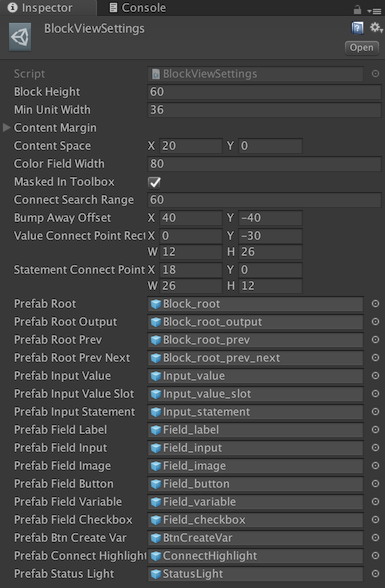 Inspector Console
BlockViewSettings
Open
Script BlockViewSettings
Block Height 60
Min Unit Width 36
Content Margin
Content Space X 20 Y 0
Color Field Width 80
Masked In Toolbox
Connect Search Range 60
Bump Away Offset X 40 Y -40
Value Connect Point Rect X 0 Y -30
W 12 H 26
Statement Connect Point X 18 Y 0
W 26 H 12
Prefab Root Block_root
Prefab Root Output Block_root_output
Prefab Root Prev Block_root_prev
Prefab Root Prev Next Block_root_prev_next
Prefab Input Value Input_value
Prefab Input Value Slot Input_value_slot
Prefab Input Statement Input_statement
Prefab Field Label Field_label
Prefab Field Input Field_input
Prefab Field Image Field_image
Prefab Field Button Field_button
Prefab Field Variable Field_variable
Prefab Field Checkbox Field_checkbox
Prefab Btn Create Var BtnCreateVar
Prefab Connect Highlight ConnectHighlight
Prefab Status Light StatusLight